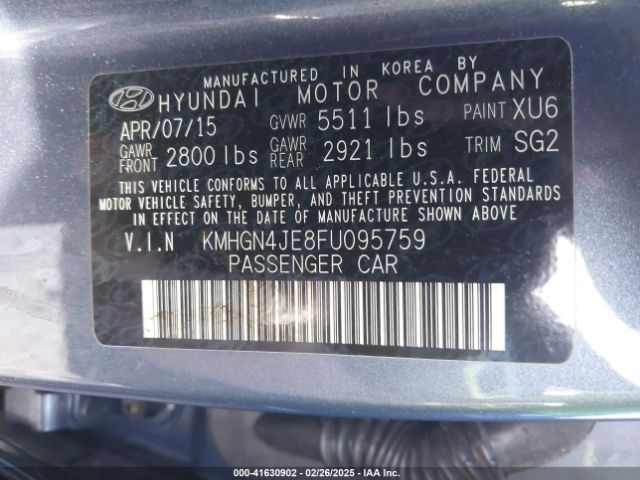 MANUFACTURED IN KOREA BY
HYUNDAI MOTOR COMPANY
APR/07/15 GVWR 5511 lbs PAINT XU6
GAWR FRONT 2800 lbs GAWR REAR 2921 lbs TRIM SG2
THIS VEHICLE CONFORMS TO ALL APPLICABLE U.S.A. FEDERAL
MOTOR VEHICLE SAFETY, BUMPER, AND THEFT PREVENTION STANDARDS
IN EFFECT ON THE DATE OF MANUFACTURE SHOWN ABOVE.
V.I.N KMHGN4JE8FU095759
PASSENGER CAR
000-41630902 - 02/26/2025 - IAA Inc.